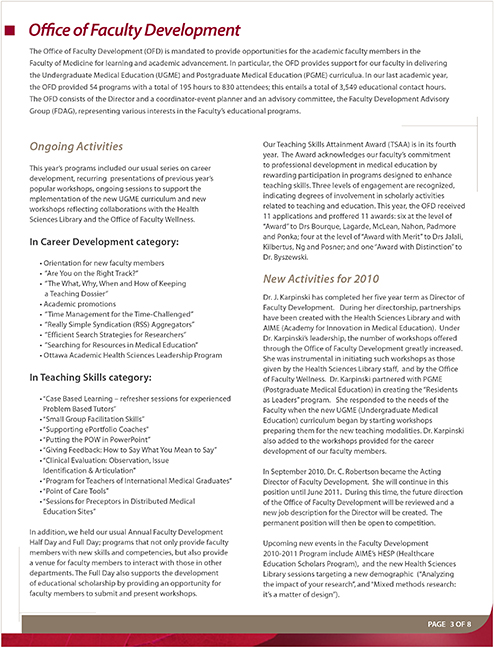 Office of Faculty Development
The Office of Faculty Development (OFD) is mandated to provide opportunities for the academic faculty members in the
Faculty of Medicine for learning and academic advancement. In particular, the OFD provides support for our faculty in delivering
the Undergraduate Medical Education (UGME) and Postgraduate Medical Education (PGME) curriculua. In our last academic year,
the OFD provided 54 programs with a total of 195 hours to 830 attendees; this entails a total of 3,549 educational contact hours.
The OFD consists of the Director and a coordinator-event planner and an advisory committee, the Faculty Development Advisory
Group (FDAG), representing various interests in the Faculty's educational programs.
Ongoing Activities
This year's programs included our usual series on career
development, recurring presentations of previous year's
popular workshops, ongoing sessions to support the
mplementation of the new UGME curriculum and new
workshops reflecting collaborations with the Health
Sciences Library and the Office of Faculty Wellness.
In Career Development category:
• Orientation for new faculty members
• "Are You on the Right Track?"
• "The What, Why, When and How of Keeping
a Teaching Dossier"
• Academic promotions
• "Time Management for the Time-Challenged"
• "Really Simple Syndication (RSS) Aggregators"
• "Efficient Search Strategies for Researchers"
• "Searching for Resources in Medical Education"
• Ottawa Academic Health Sciences Leadership Program
In Teaching Skills category:
• "Case Based Learning – refresher sessions for experienced
Problem Based Tutors"
• "Small Group Facilitation Skills"
• "Supporting ePortfolio Coaches"
• "Putting the POW in PowerPoint"
• "Giving Feedback: How to Say What You Mean to Say"
• "Clinical Evaluation: Observation, Issue
Identification & Articulation"
• "Program for Teachers of International Medical Graduates"
• "Point of Care Tools"
• "Sessions for Preceptors in Distributed Medical
Education Sites"
In addition, we held our usual Annual Faculty Development
Half Day and Full Day; programs that not only provide faculty
members with new skills and competencies, but also provide
a venue for faculty members to interact with those in other
departments. The Full Day also supports the development
of educational scholarship by providing an opportunity for
faculty members to submit and present workshops.
Our Teaching Skills Attainment Award (TSAA) is in its fourth
year. The Award acknowledges our faculty's commitment
to professional development in medical education by
rewarding participation in programs designed to enhance
teaching skills. Three levels of engagement are recognized,
indicating degrees of involvement in scholarly activities
related to teaching and education. This year, the OFD received
11 applications and proffered 11 awards: six at the level of
"Award" to Drs Bourque, Lagarde, McLean, Nahon, Padmore
and Ponka; four at the level of "Award with Merit" to Drs Jalali,
Kilbertus, Ng and Posner; and one "Award with Distinction" to
Dr. Byszewski.
New Activities for 2010
Dr. J. Karpinski has completed her five year term as Director of
Faculty Development. During her directorship, partnerships
have been created with the Health Sciences Library and with
AIME (Academy for Innovation in Medical Education). Under
Dr. Karpinski's leadership, the number of workshops offered
through the Office of Faculty Development greatly increased.
She was instrumental in initiating such workshops as those
given by the Health Sciences Library staff, and by the Office
of Faculty Wellness. Dr. Karpinski partnered with PGME
(Postgraduate Medical Education) in creating the "Residents
as Leaders" program. She responded to the needs of the
Faculty when the new UGME (Undergraduate Medical
Education) curriculum began by starting workshops
preparing them for the new teaching modalities. Dr. Karpinski
also added to the workshops provided for the career
development of our faculty members.
In September 2010, Dr. C. Robertson became the Acting
Director of Faculty Development. She will continue in this
position until June 2011. During this time, the future direction
of the Office of Faculty Development will be reviewed and a
new job description for the Director will be created. The
permanent position will then be open to competition.
Upcoming new events in the Faculty Development
2010-2011 Program include AIME's HESP (Healthcare
Education Scholars Program), and the new Health Sciences
Library sessions targeting a new demographic ("Analyzing
the impact of your research", and "Mixed methods research:
it's a matter of design").
PAGE 3 OF 8